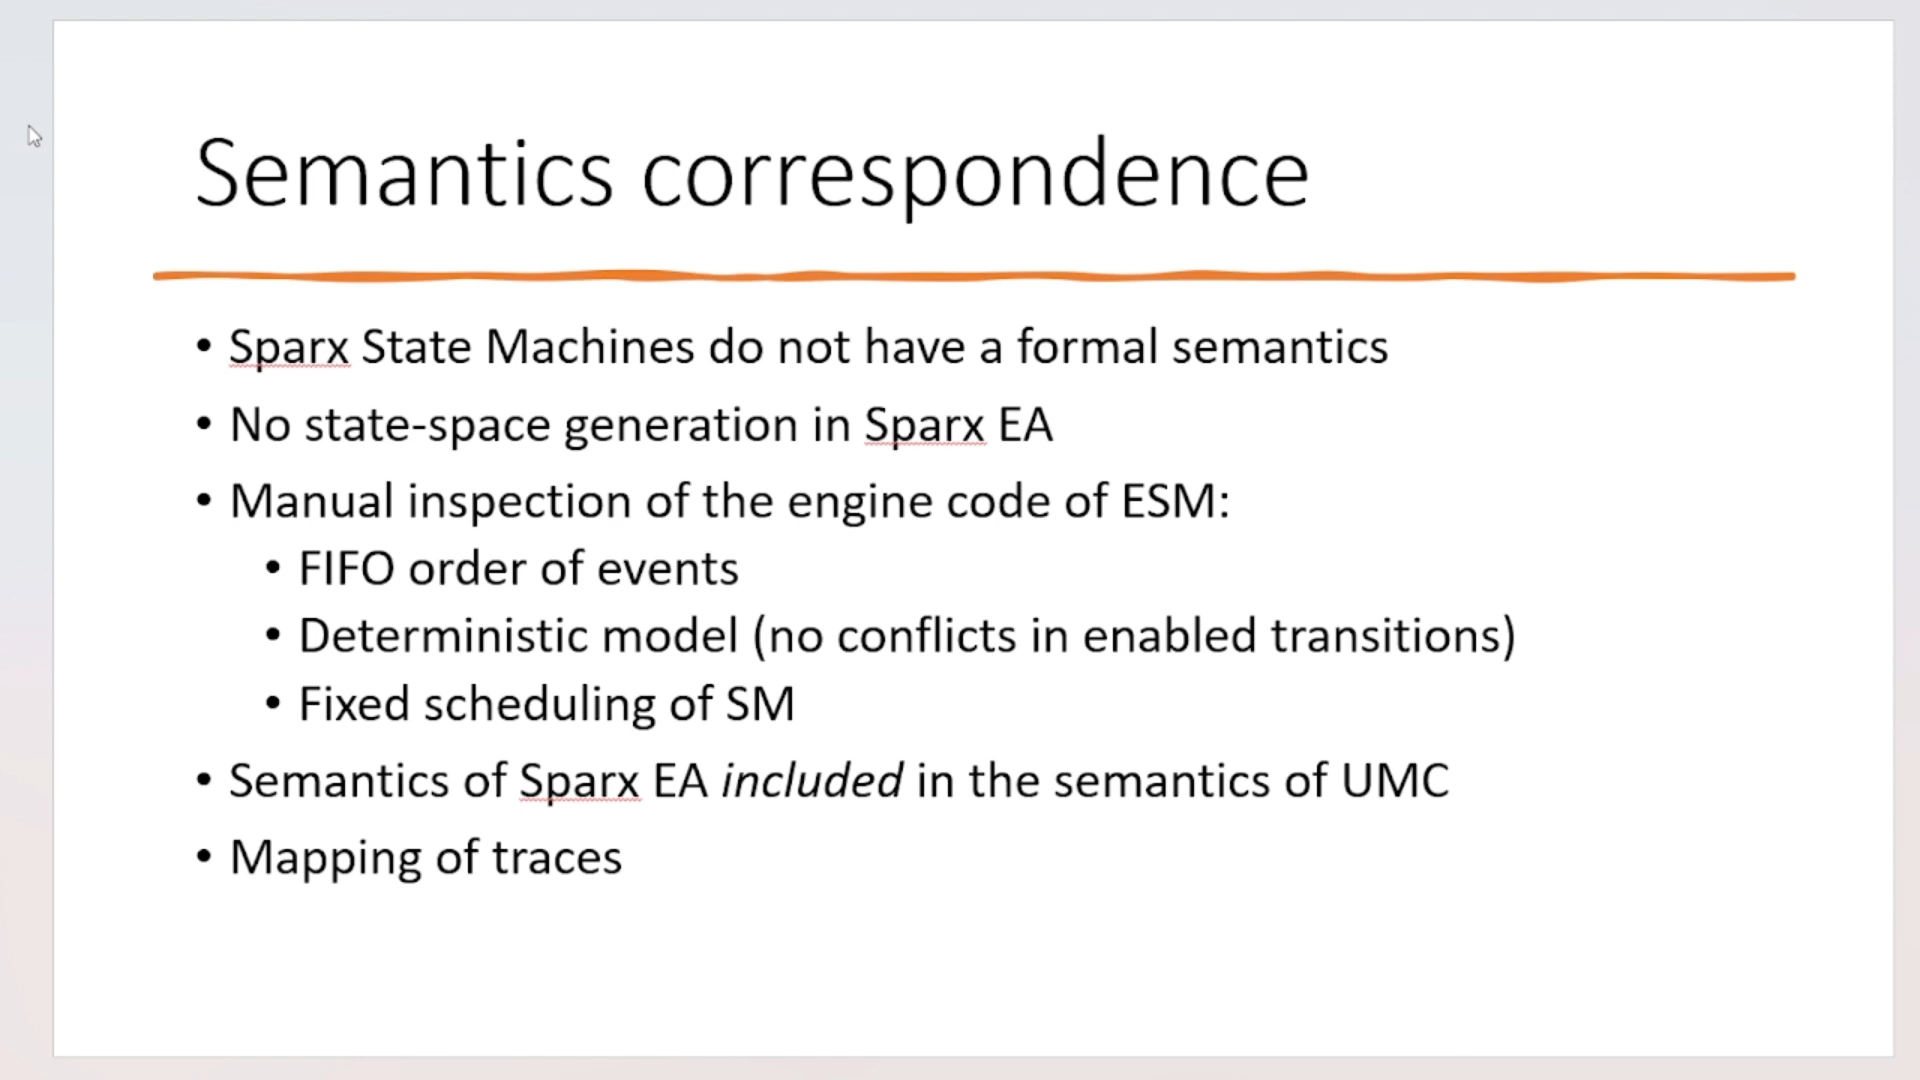 Semantics correspondence
• Sparx State Machines do not have a formal semantics
• No state-space generation in Sparx EA
• Manual inspection of the engine code of ESM:
• FIFO order of events
• Deterministic model (no conflicts in enabled transitions)
• Fixed scheduling of SM
• Semantics of Sparx EA included in the semantics of UMC
• Mapping of traces